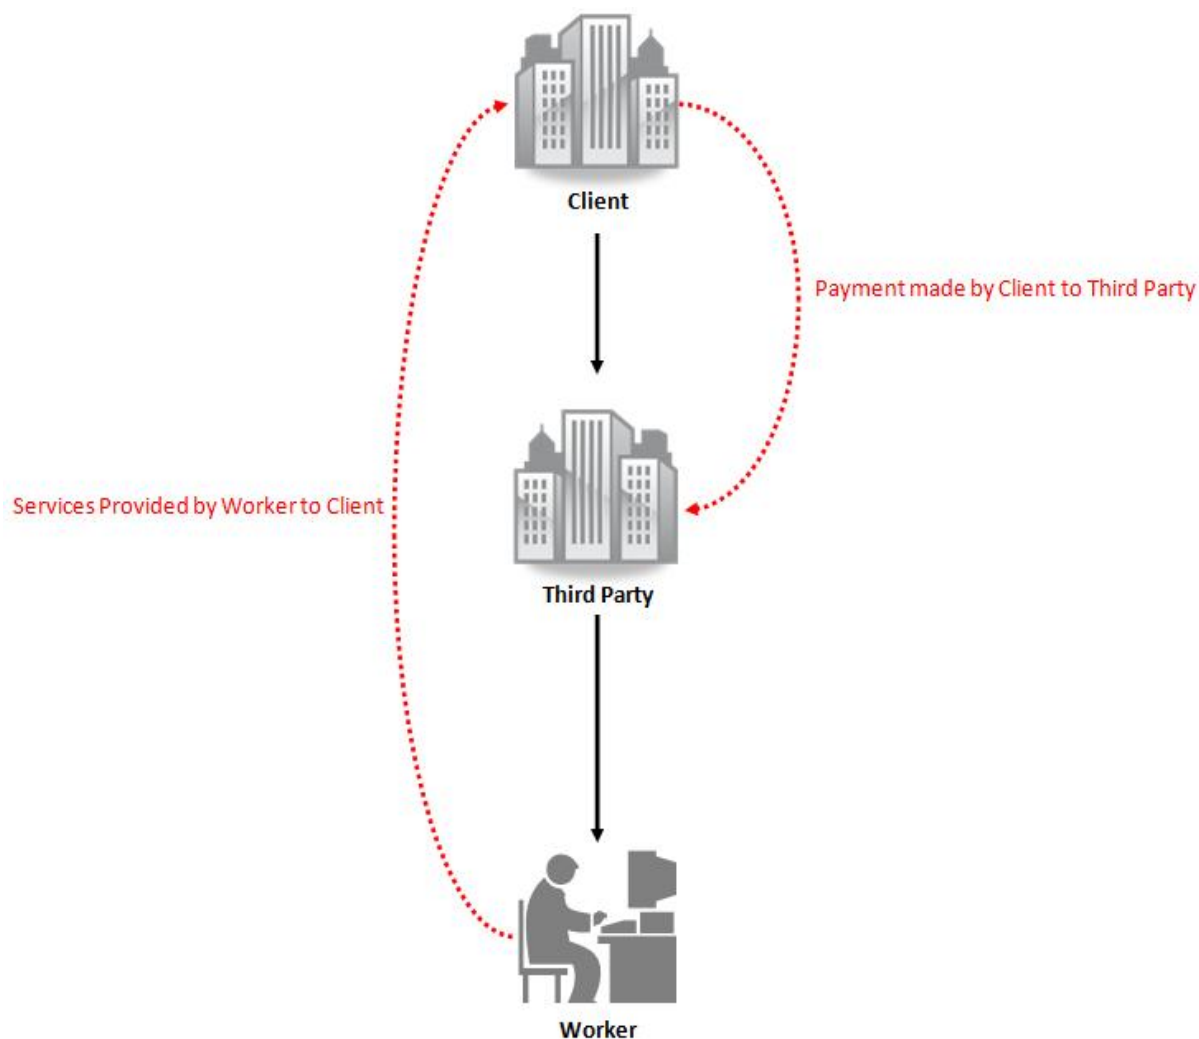 Client
Payment made by Client to Third Party
Services Provided by Worker to Client
Third Party
Worker